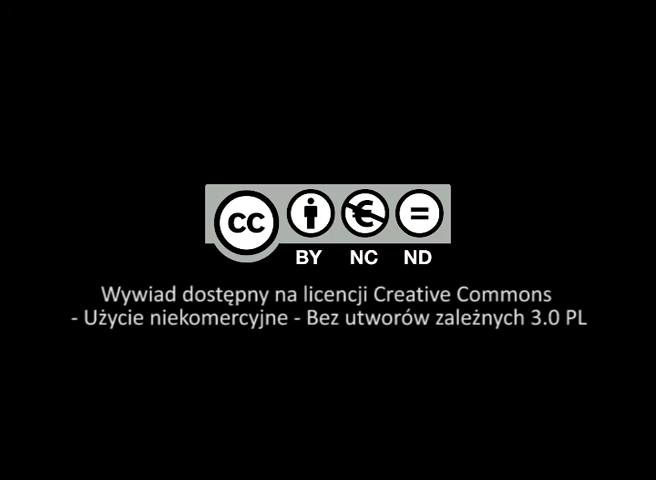 CC
BY NC ND
Wywiad dostępny na licencji Creative Commons
- Użycie niekomercyjne - Bez utworów zależnych 3.0 PL